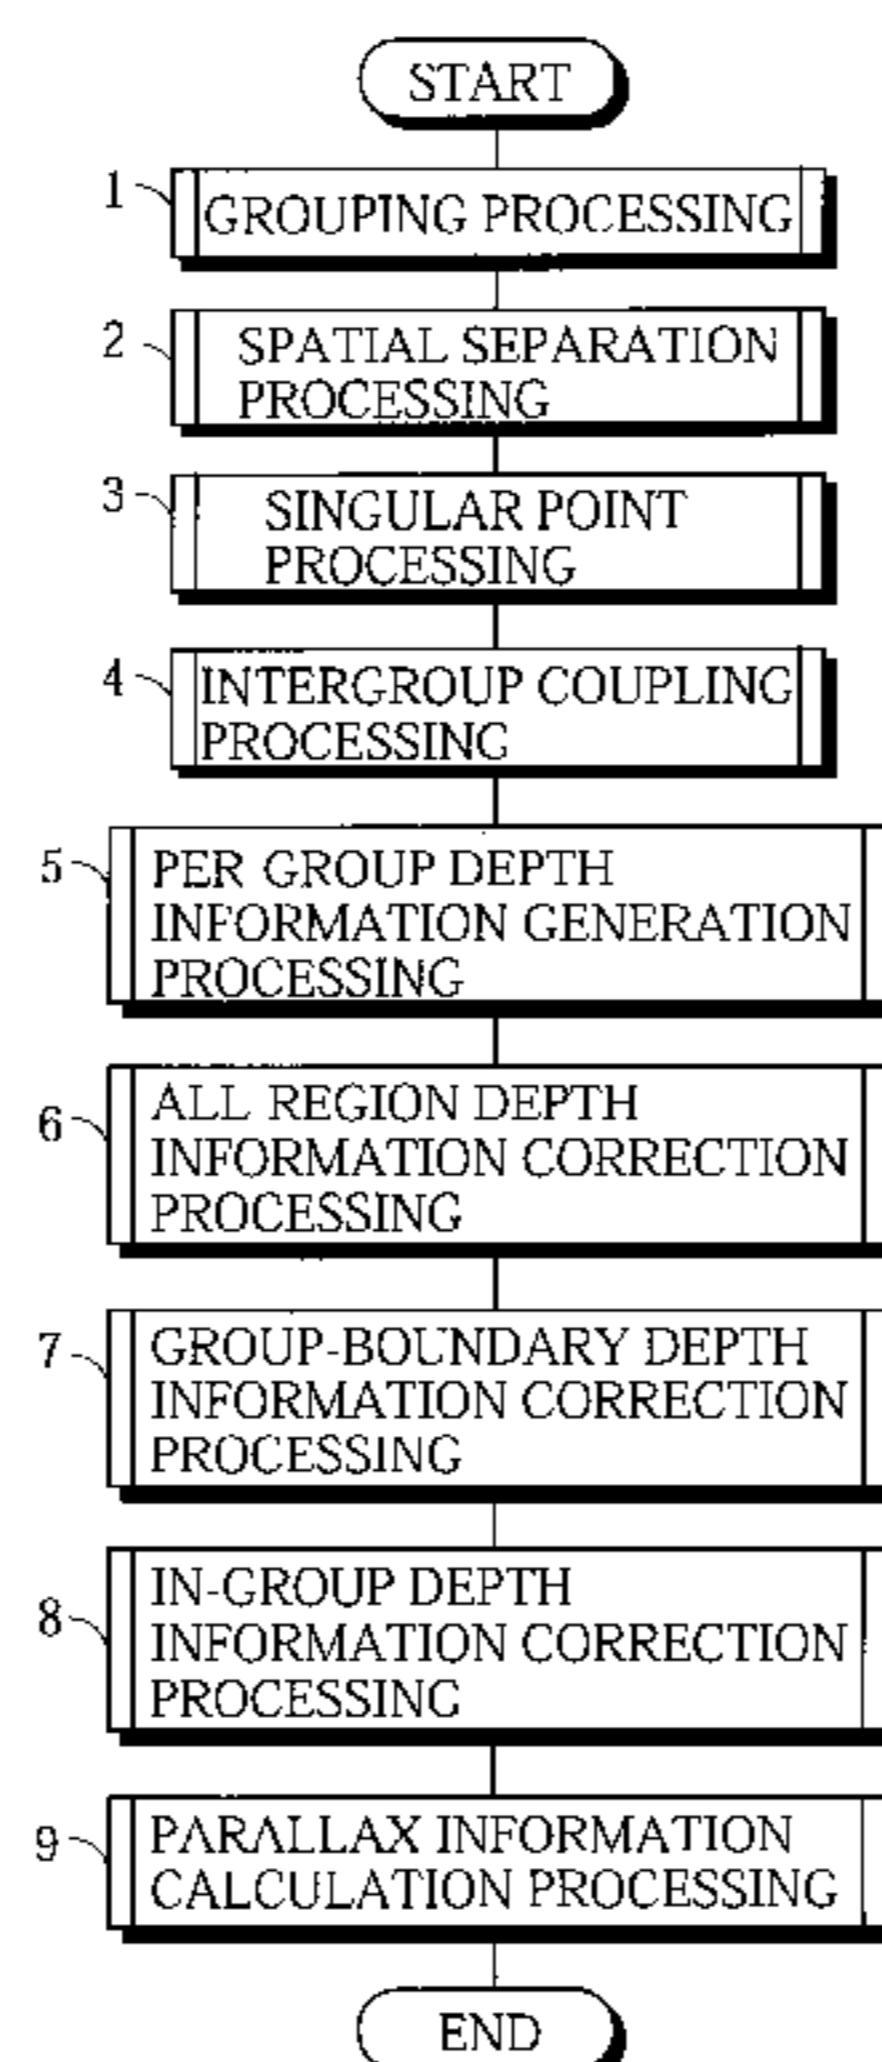 START
1
GROUPING PROCESSING
2
SPATIAL SEPARATION
PROCESSING
3
SINGULAR POINT
PROCESSING
4
INTERGROUP COUPLING
PROCESSING
5
PER GROUP DEPTH
INFORMATION GENERATION
PROCESSING
6
ALL REGION DEPTH
INFORMATION CORRECTION
PROCESSING
7
GROUP-BOUNDARY DEPTH
INFORMATION CORRECTION
PROCESSING
8
IN-GROUP DEPTH
INFORMATION CORRECTION
PROCESSING
9
PARALLAX INFORMATION
CALCULATION PROCESSING
END